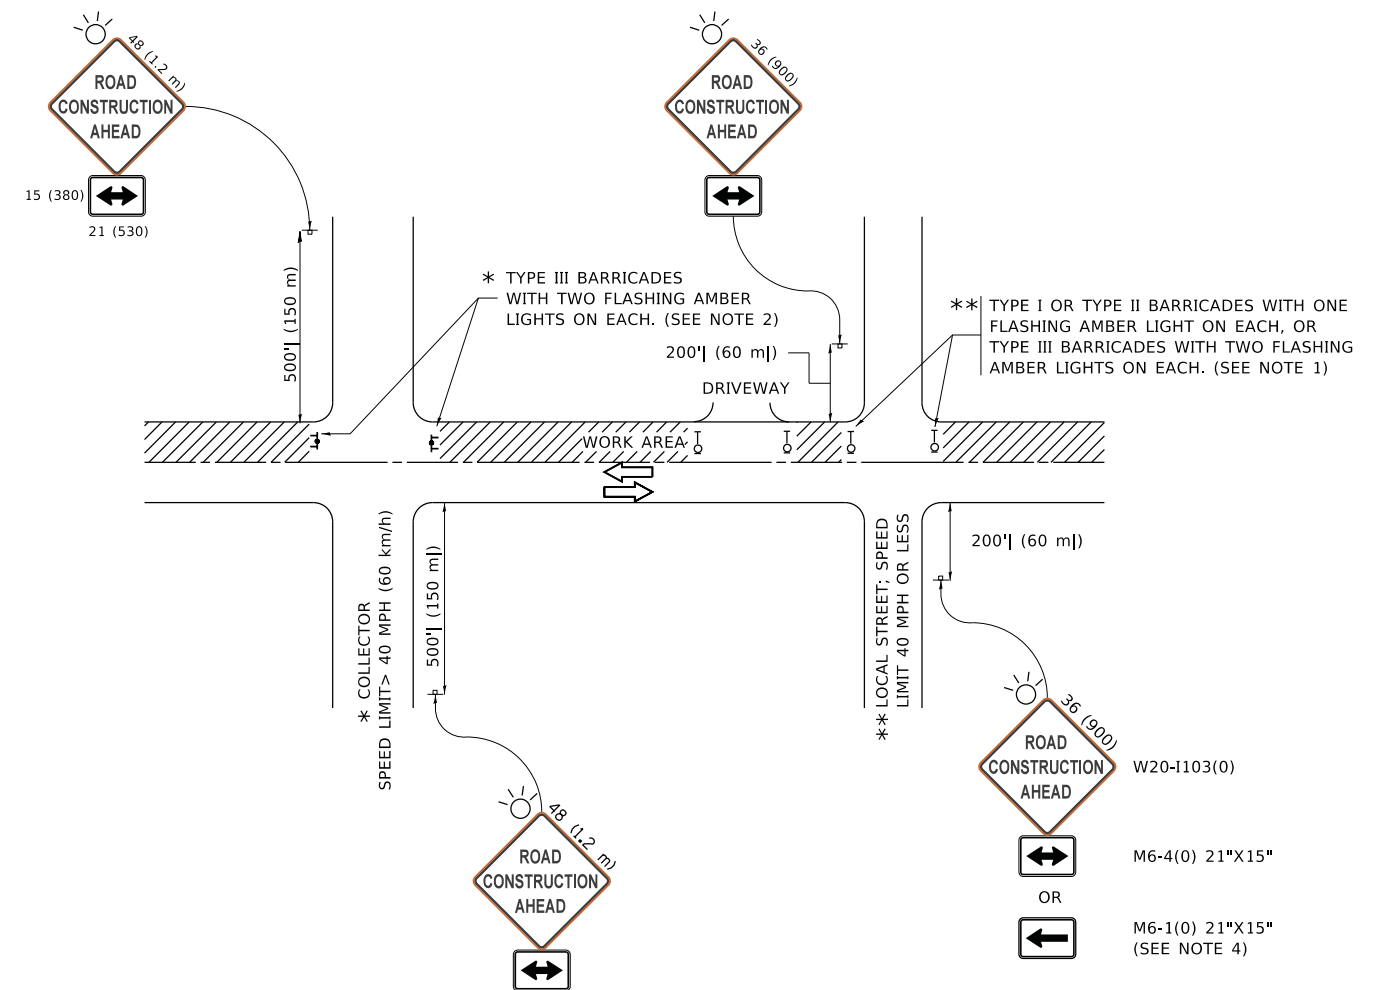 48 (1.2 m)
ROAD
CONSTRUCTION
AHEAD
15 (380)
21 (530)
36 (900)
ROAD
CONSTRUCTION
AHEAD
500'| (150 m)
* TYPE III BARRICADES
WITH TWO FLASHING AMBER
LIGHTS ON EACH. (SEE NOTE 2)
200'| (60 m|)
DRIVEWAY
** TYPE I OR TYPE II BARRICADES WITH ONE
FLASHING AMBER LIGHT ON EACH, OR
TYPE III BARRICADES WITH TWO FLASHING
AMBER LIGHTS ON EACH. (SEE NOTE 1)
WORK AREA
* COLLECTOR
SPEED LIMIT> 40 MPH (60 km/h)
500'| (150 m|)
** LOCAL STREET; SPEED
LIMIT 40 MPH OR LESS
200'| (60 m|)
48 (1.2 m)
ROAD
CONSTRUCTION
AHEAD
36 (900)
ROAD
CONSTRUCTION
AHEAD
W20-I103(0)
M6-4(0) 21"X15"
OR
M6-1(0) 21"X15"
(SEE NOTE 4)